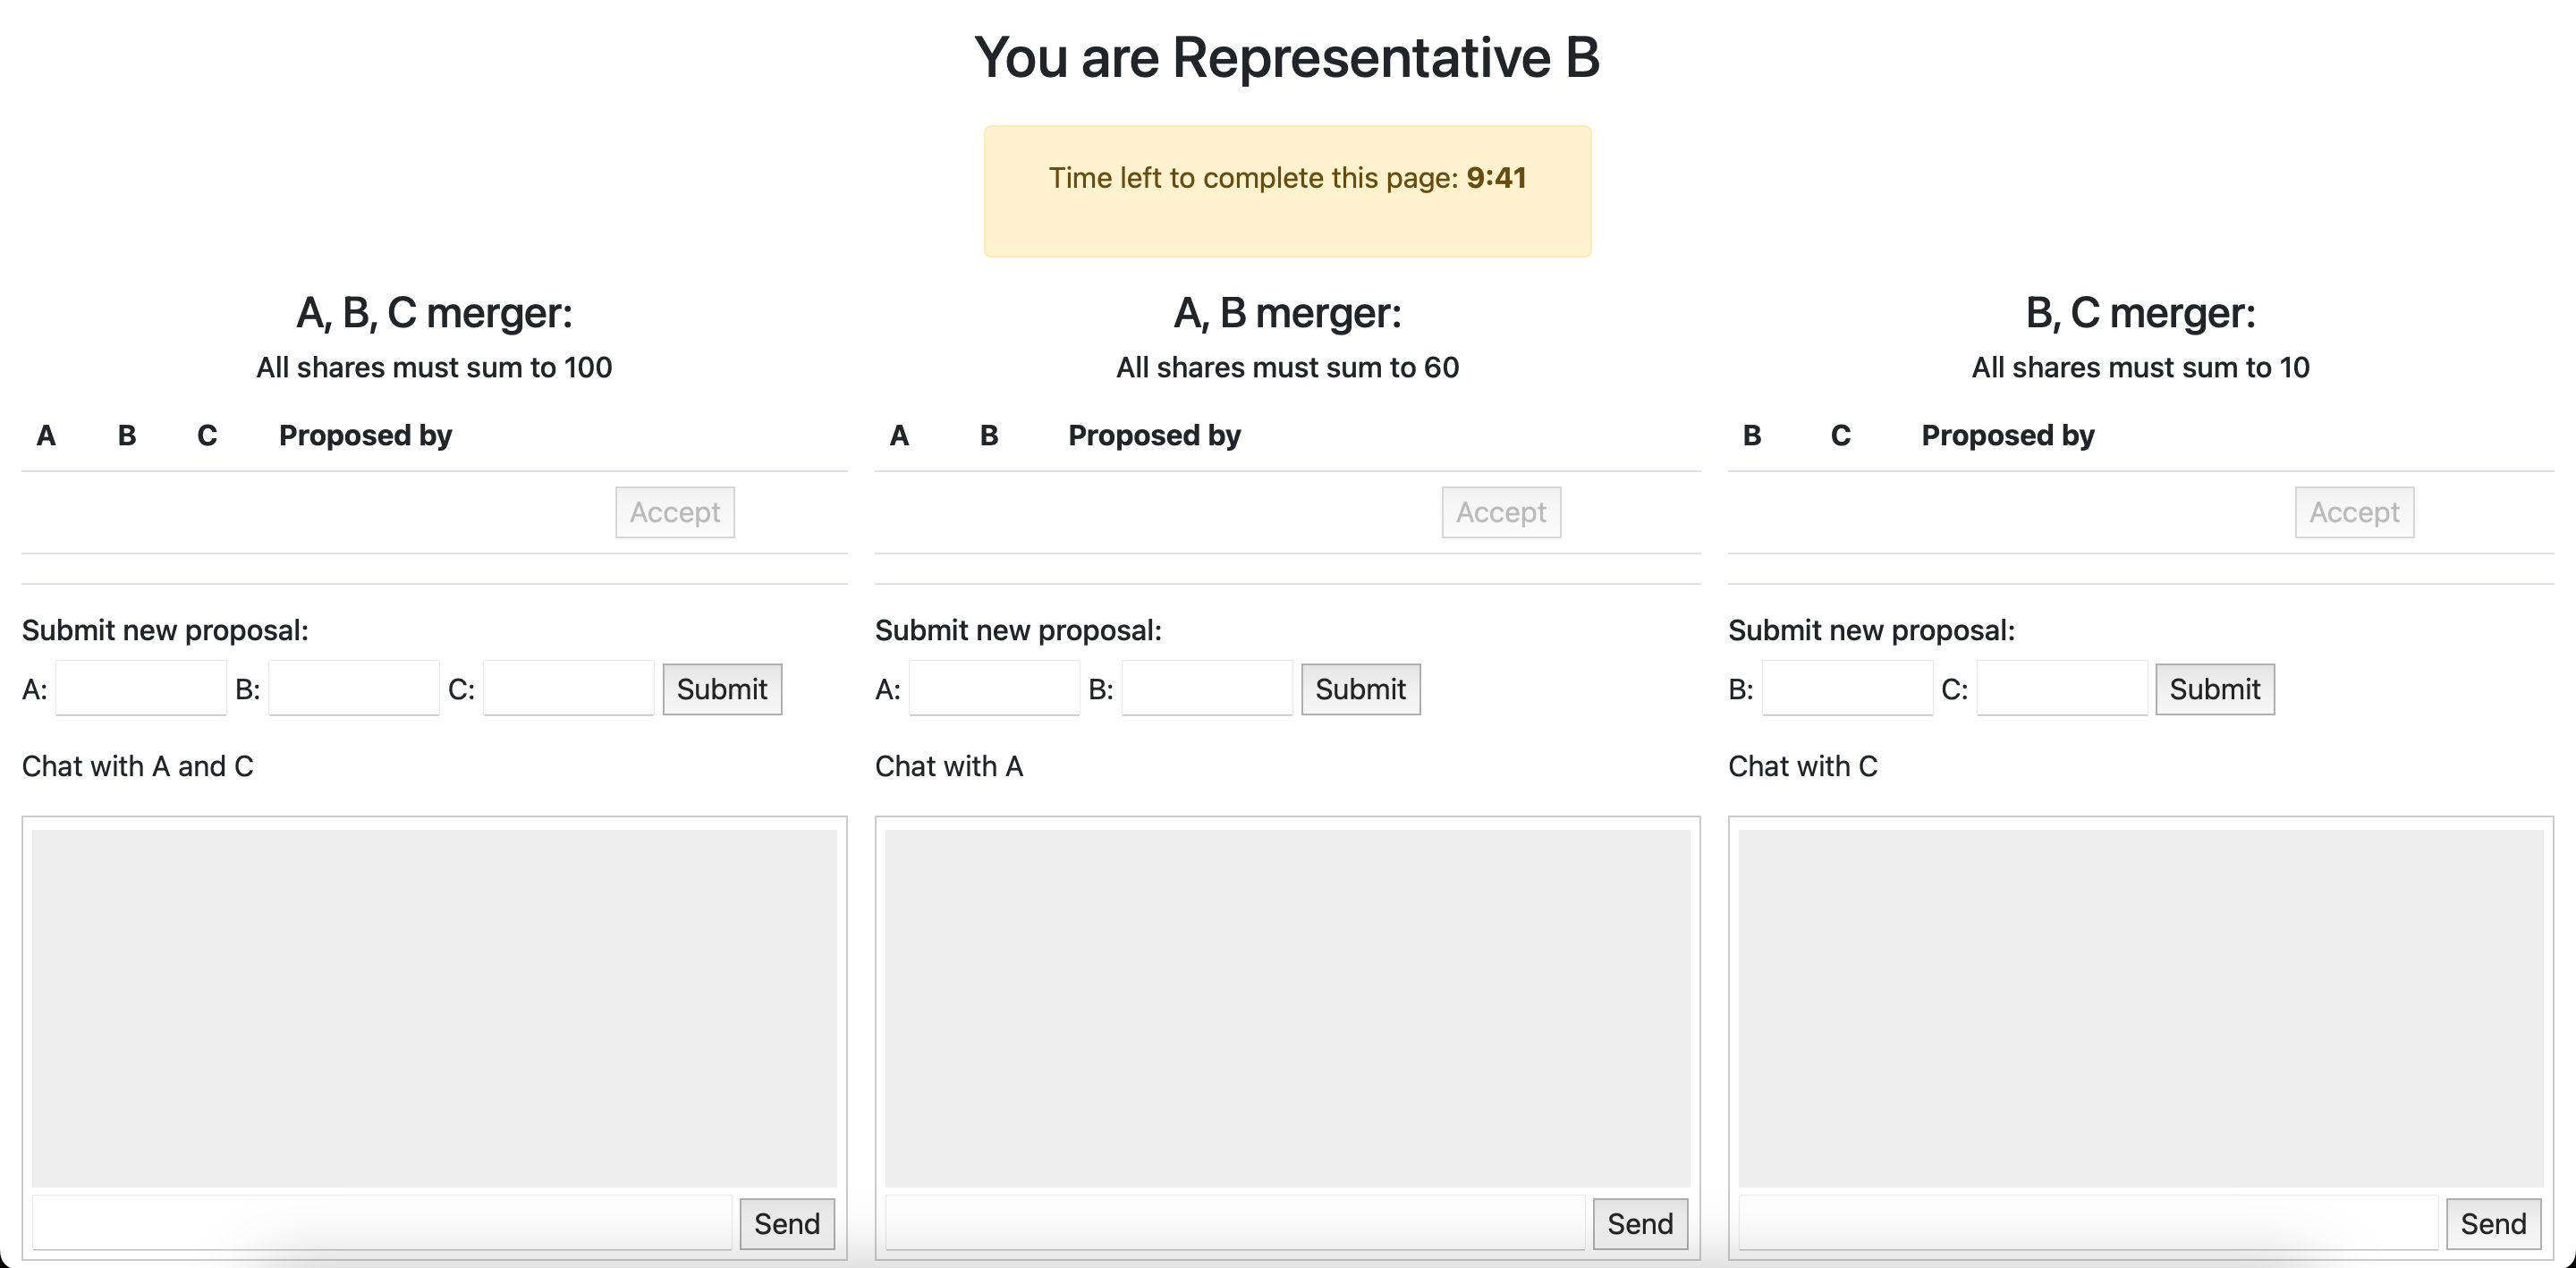 You are Representative B
Time left to complete this page: 9:41
A, B, C merger:
All shares must sum to 100
A B C Proposed by
Accept
Submit new proposal:
A: B: C: Submit
Chat with A and C
Send
A, B merger:
All shares must sum to 60
A B Proposed by
Accept
Submit new proposal:
A: B: Submit
Chat with A
Send
B, C merger:
All shares must sum to 10
B C Proposed by
Accept
Submit new proposal:
B: C: Submit
Chat with C
Send